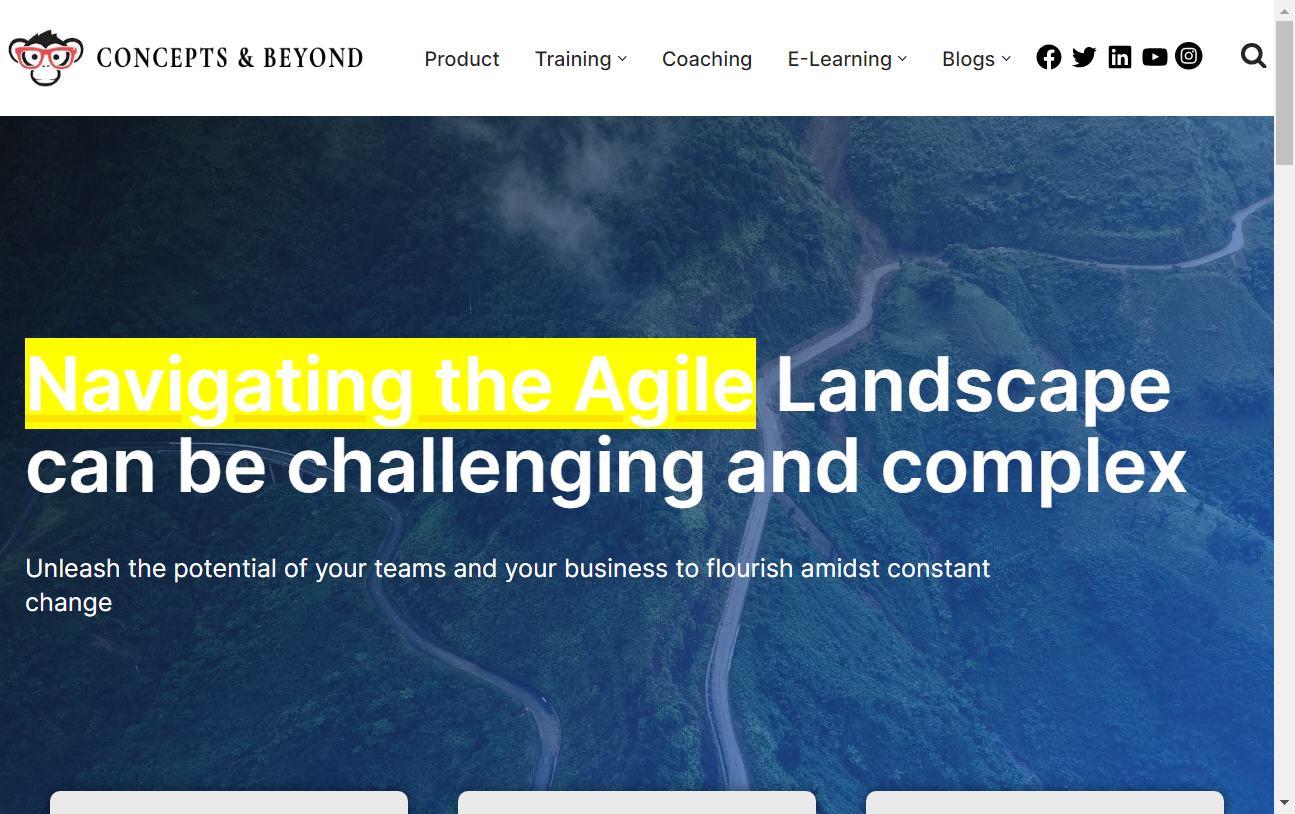 CONCEPTS & BEYOND
Product Training Coaching E-Learning Blogs
Navigating the Agile Landscape
can be challenging and complex
Unleash the potential of your teams and your business to flourish amidst constant
change